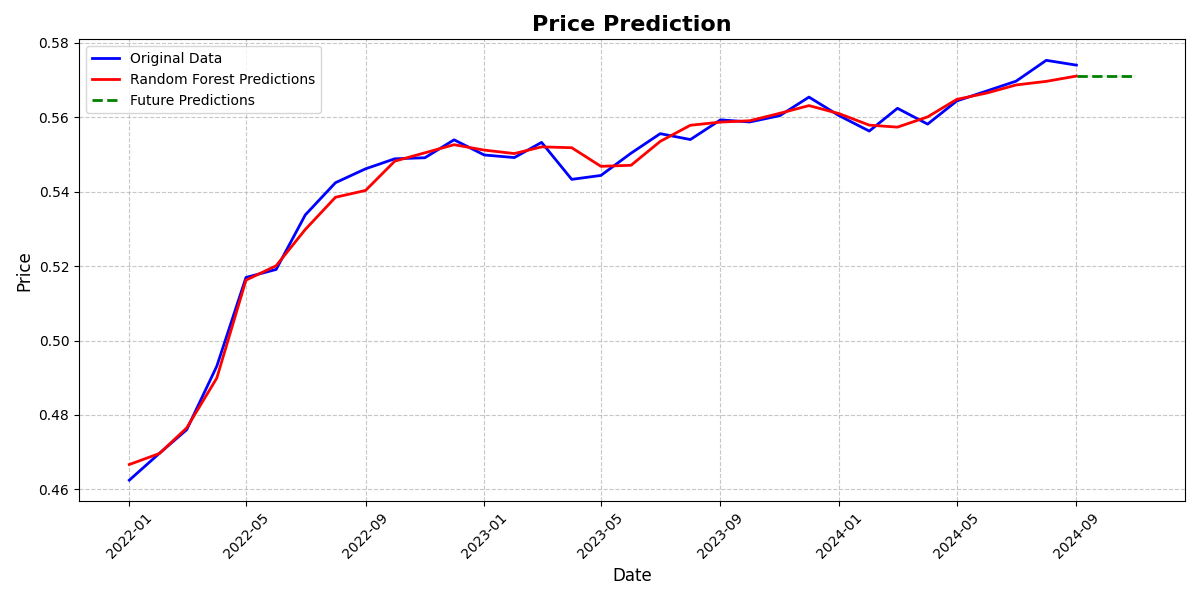 Price Prediction
Original Data
Random Forest Predictions
Future Predictions
Price
0.58
0.56
0.54
0.52
0.50
0.48
0.46
2022-01
2022-05
2022-09
2023-01
2023-05
2023-09
2024-01
2024-05
2024-09
Date